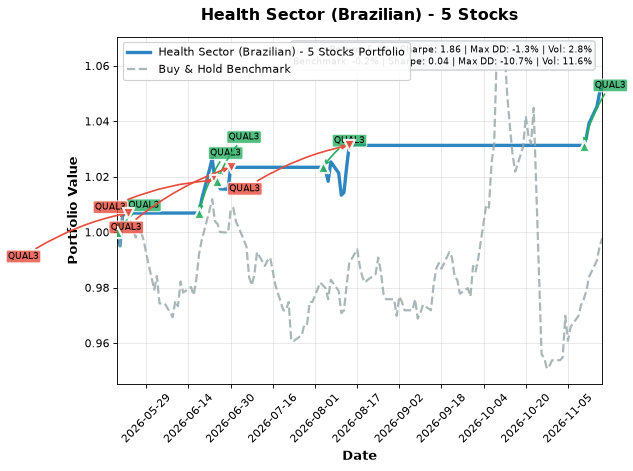 Health Sector (Brazilian) - 5 Stocks
Health Sector (Brazilian) - 5 Stocks Portfolio
Buy & Hold Benchmark
Sharpe: 1.86 | Max DD: -1.3% | Vol: 2.8%
Benchmark: -0.2% | Sharpe: 0.04 | Max DD: -10.7% | Vol: 11.6%
Portfolio Value
1.06
1.04
1.02
1.00
0.98
0.96
QUAL3
QUAL3
QUAL3
QUAL3
QUAL3
QUAL3
QUAL3
QUAL3
QUAL3
QUAL3
2026-05-29
2026-06-14
2026-06-30
2026-07-16
2026-08-01
2026-08-17
2026-09-02
2026-09-18
2026-10-04
2026-10-20
2026-11-05
Date